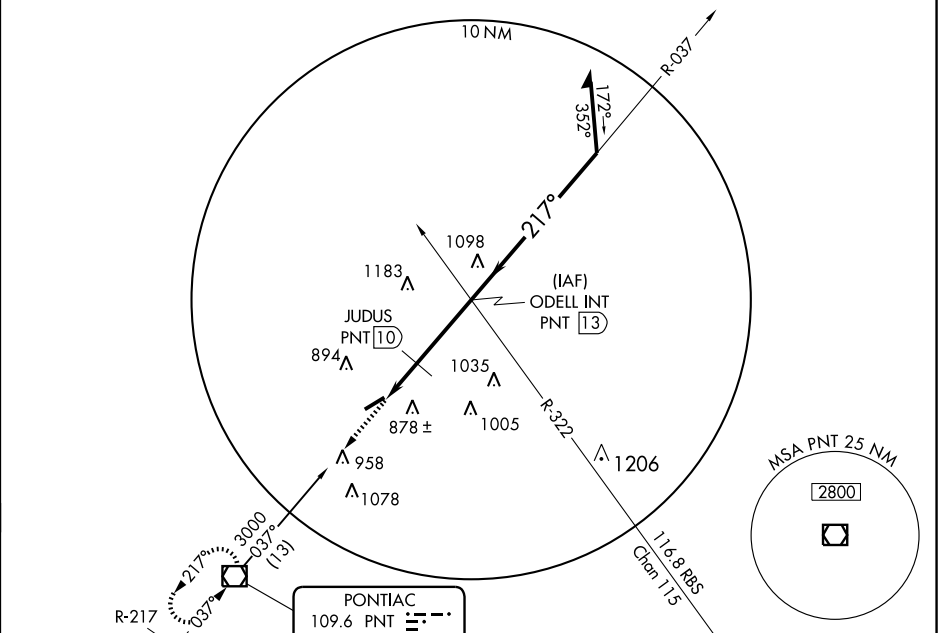 10 NM
R-037
172°
352°
217°
1098
1183
(IAF)
ODELL INT
PNT 13
JUDUS
PNT 10
894
1035
878 ±
1005
R-322
958
1206
1078
MSA PNT 25 NM
2800
3000
037°
(13)
217°
037°
R-217
116.8 RBS
Chan 115
PONTIAC
109.6 PNT